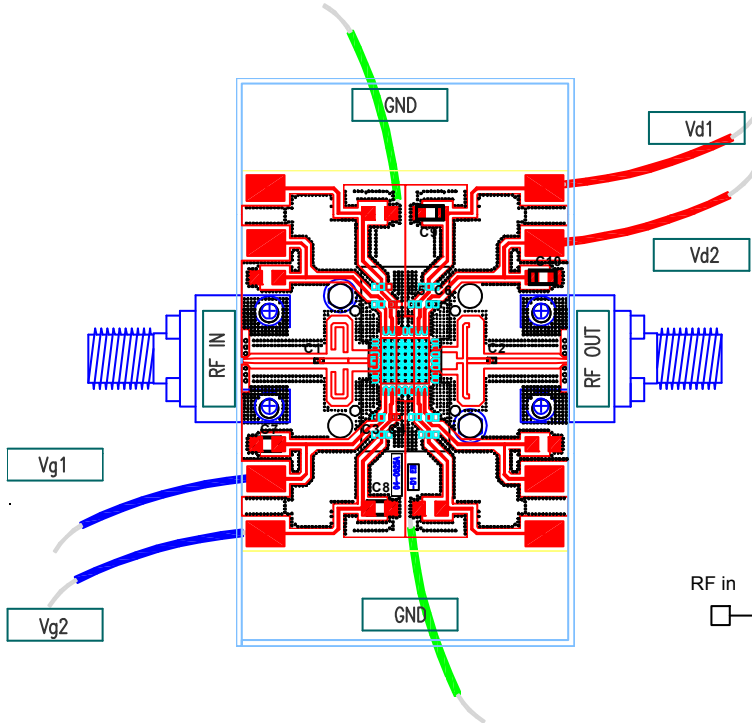 GND
Vd1
Vd2
C9
C10
RF IN
RF OUT
C1
C2
C7
C3
Vg1
C8
Vg2
GND
RF in